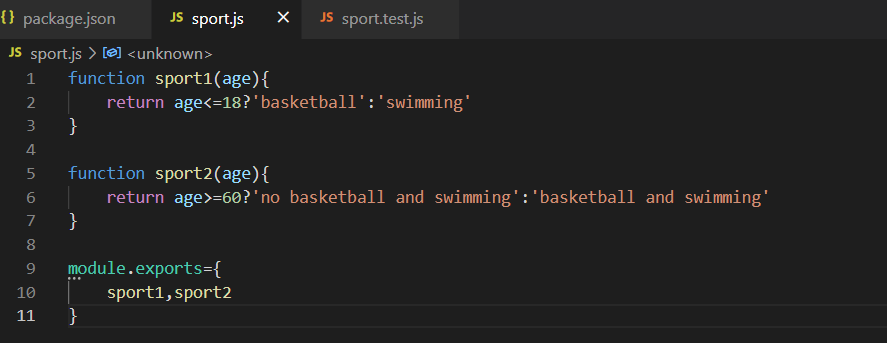 {} package.json JS sport.js × JS sport.test.js
JS sport.js > <unknown>
1 function sport1(age){
2 return age<=18?'basketball':'swimming'
3 }
4
5 function sport2(age){
6 return age>=60?'no basketball and swimming':'basketball and swimming'
7 }
8
9 module.exports={
10 sport1,sport2
11 }